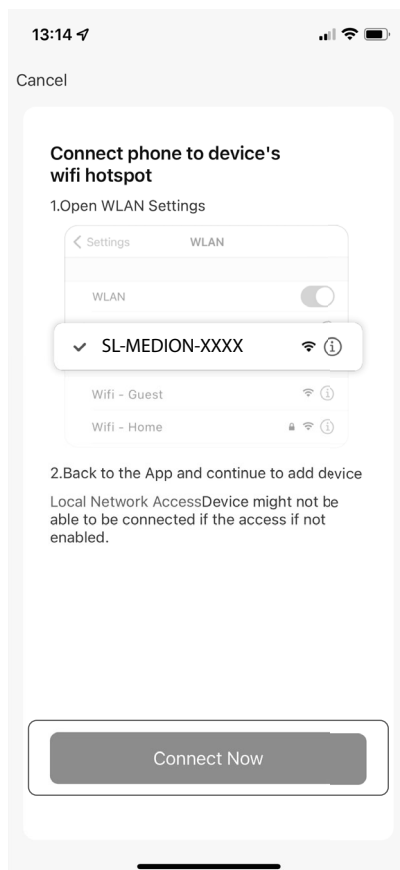 13:14
Cancel
Connect phone to device's
wifi hotspot
1.Open WLAN Settings
Settings
WLAN
WLAN
SL-MEDION-XXXX
Wifi - Guest
Wifi - Home
2.Back to the App and continue to add device
Local Network AccessDevice might not be
able to be connected if the access if not
enabled.
Connect Now